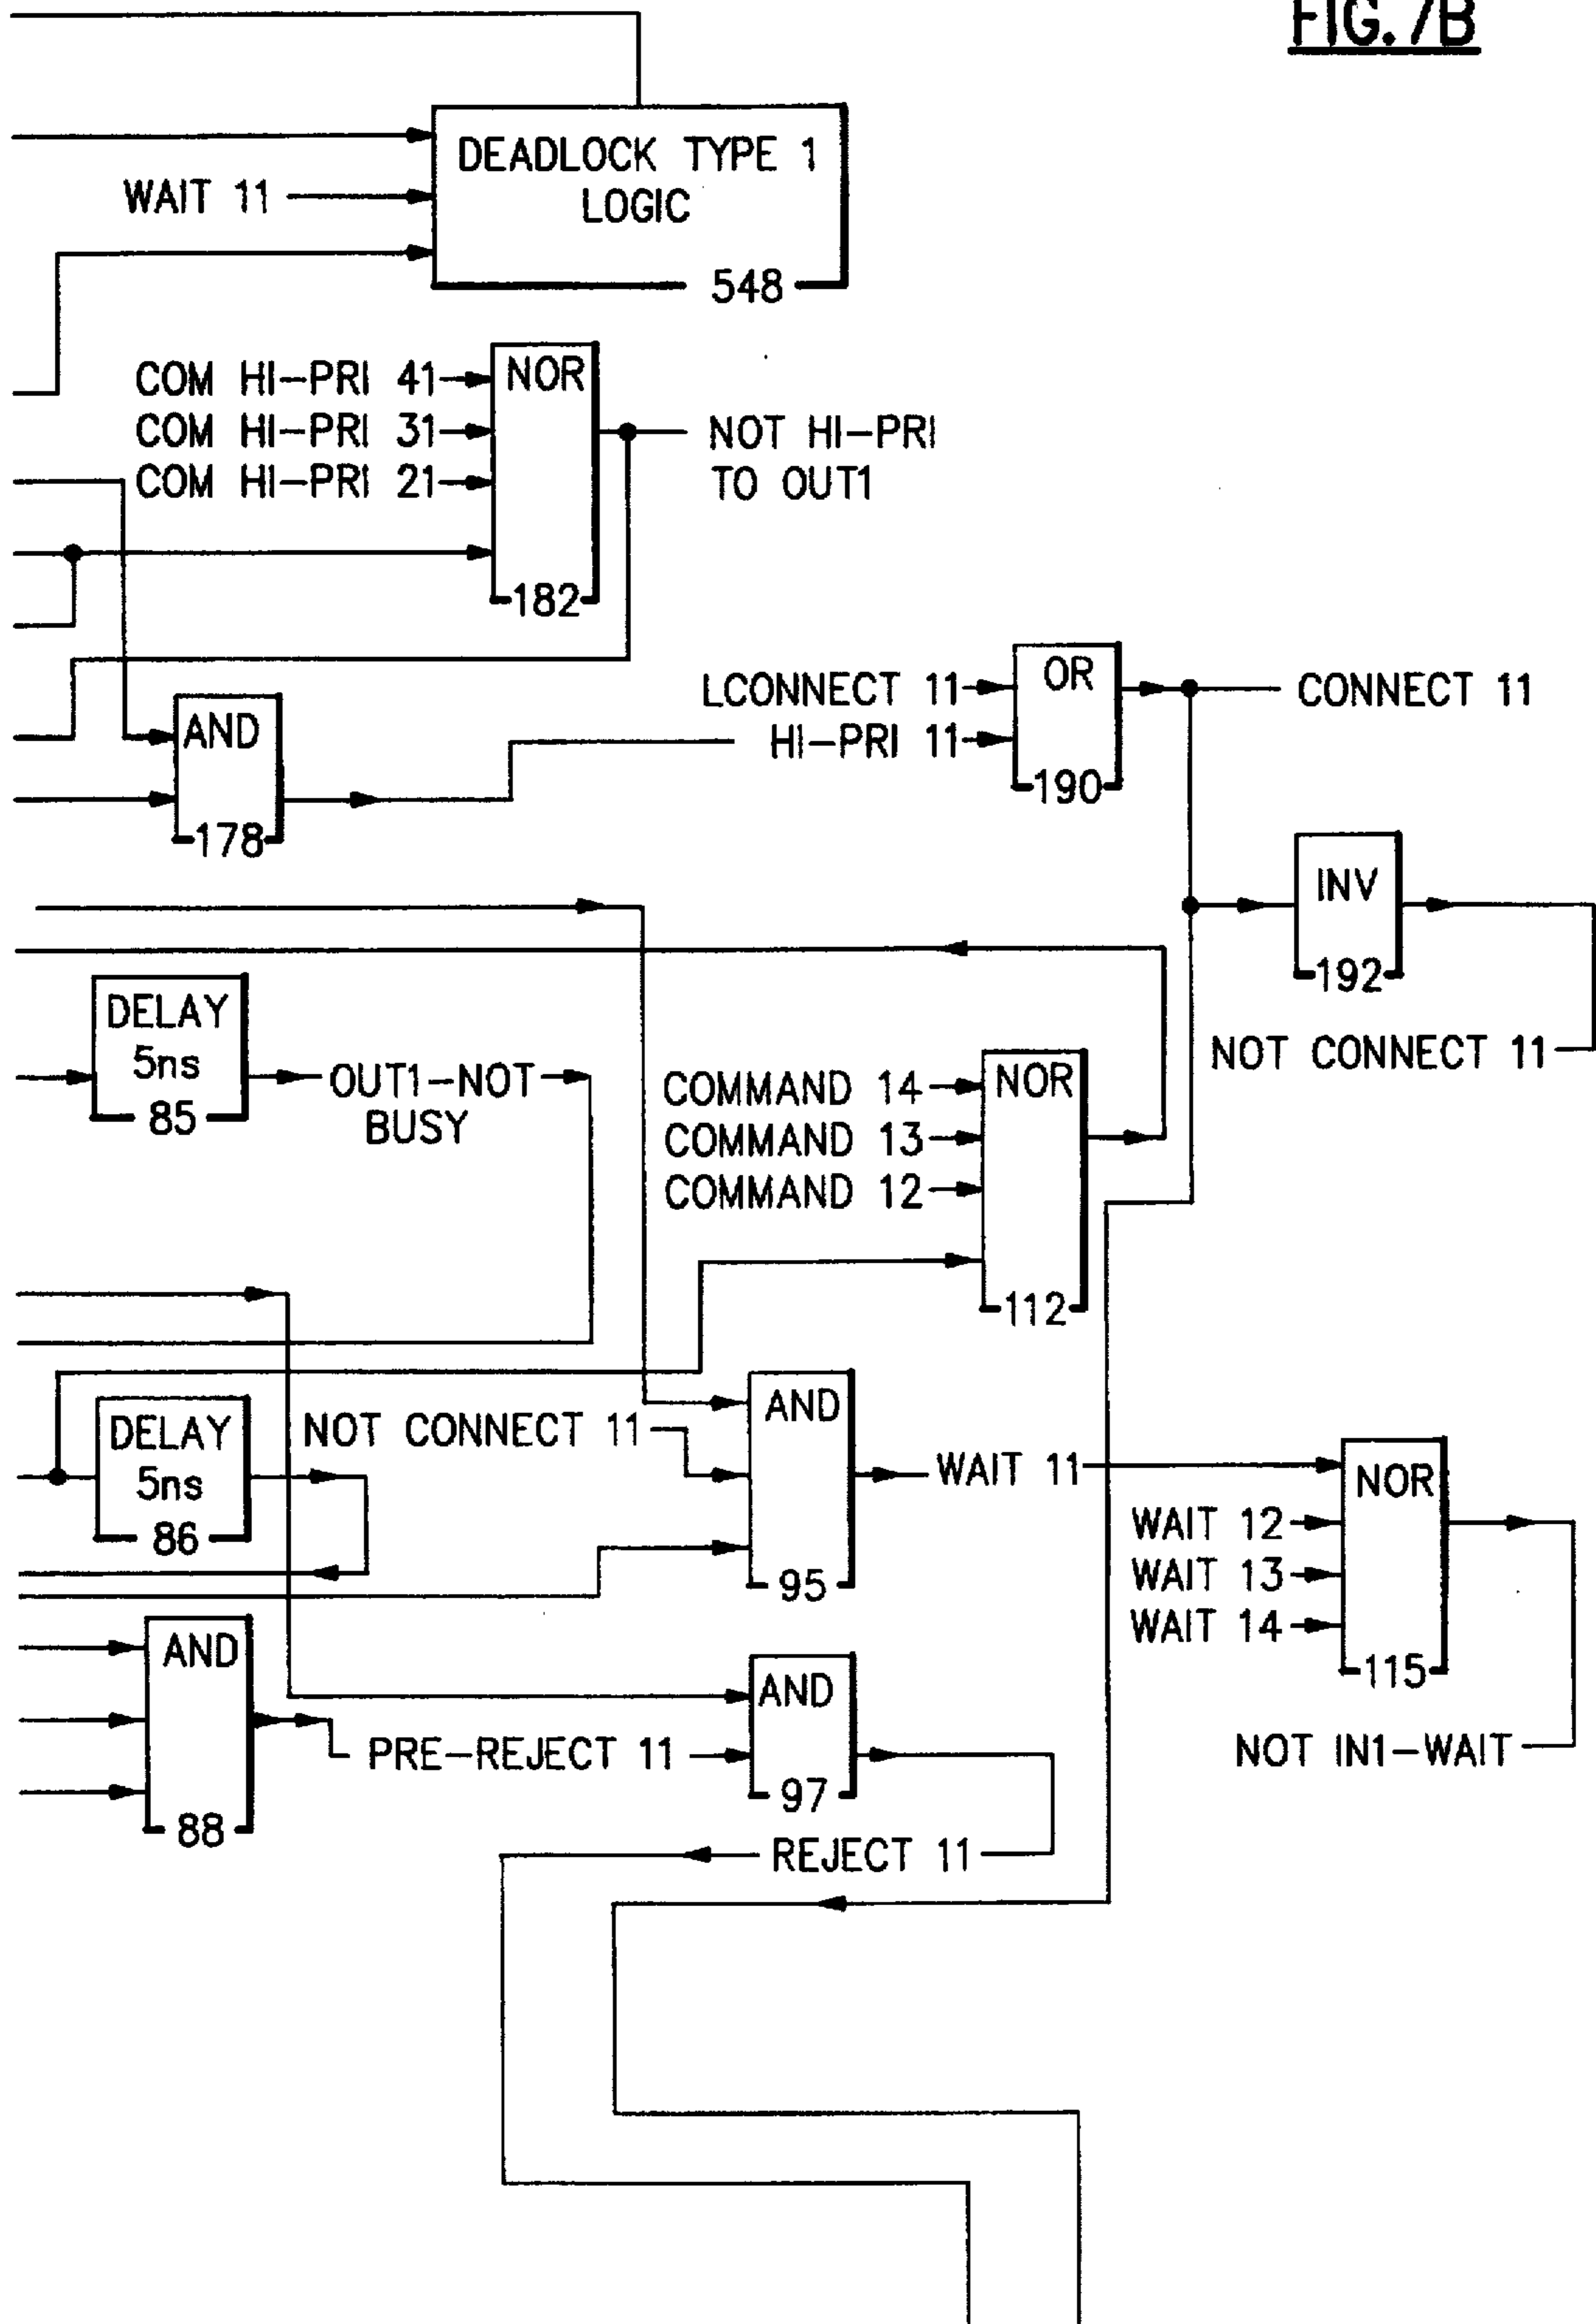 FIG. 7B
DEADLOCK TYPE 1
LOGIC
WAIT 11
548
COM HI-PRI 41
COM HI-PRI 31
COM HI-PRI 21
NOR
182
NOT HI-PRI
TO OUT1
LCONNECT 11
HI-PRI 11
OR
190
CONNECT 11
AND
178
INV
192
NOT CONNECT 11
DELAY
5ns
85
OUT1-NOT
BUSY
COMMAND 14
COMMAND 13
COMMAND 12
NOR
112
DELAY
5ns
86
NOT CONNECT 11
AND
95
WAIT 11
WAIT 12
WAIT 13
WAIT 14
NOR
115
NOT IN1-WAIT
AND
88
PRE-REJECT 11
AND
97
REJECT 11